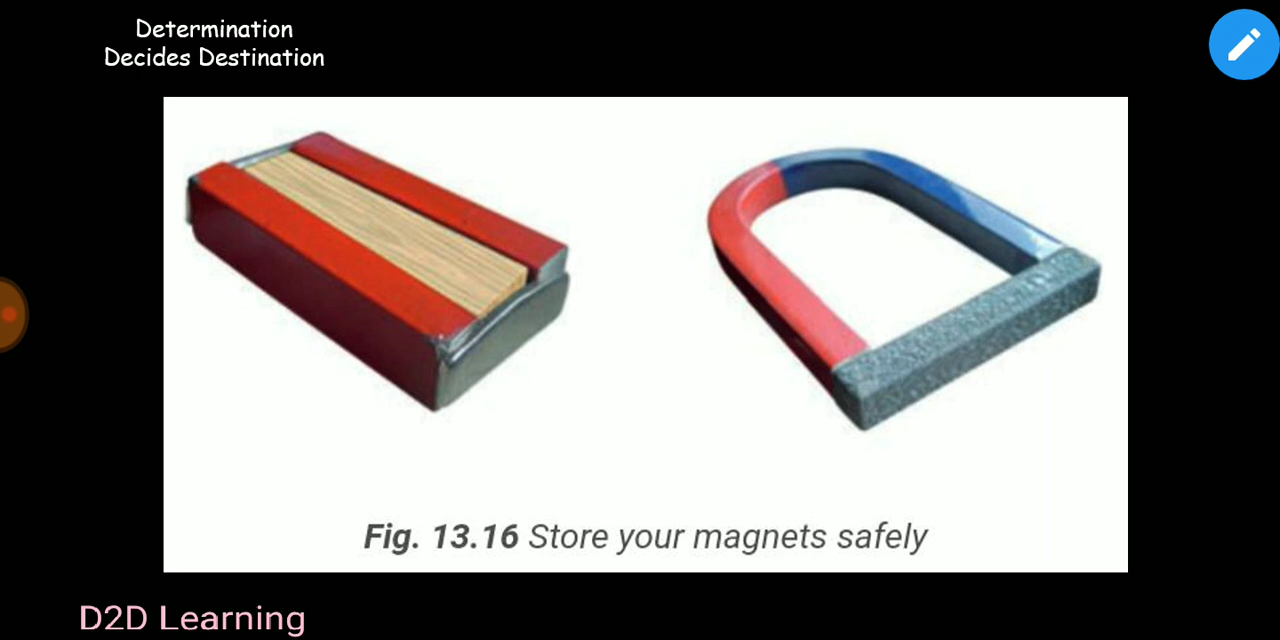 Determination
Decides Destination
Fig. 13.16 Store your magnets safely
D2D Learning